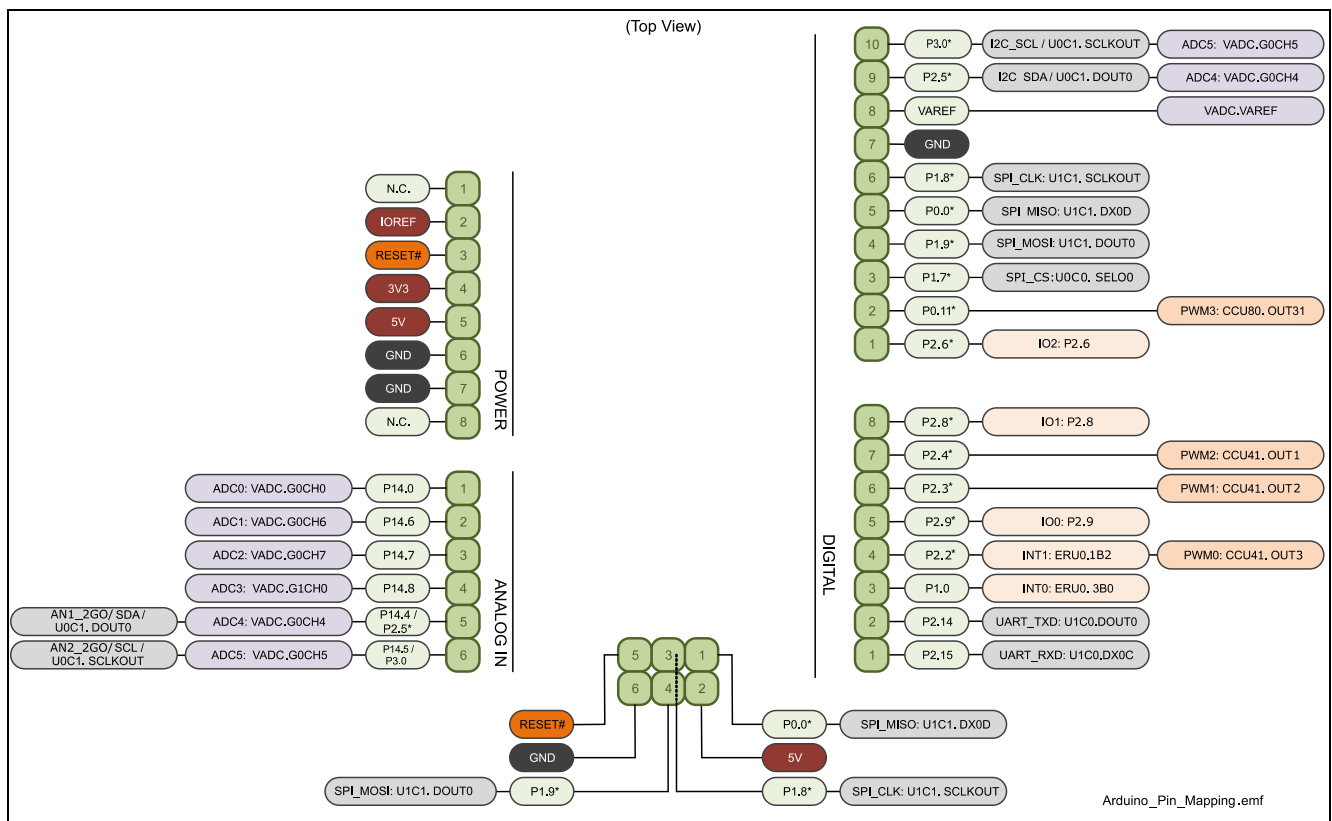 (Top View)
N.C. 1
IOREF 2
RESET# 3
3V3 4
5V 5
GND 6
GND 7
N.C. 8
POWER
ADC0: VADC.G0CH0 P14.0 1
ADC1: VADC.G0CH6 P14.6 2
ADC2: VADC.G0CH7 P14.7 3
ADC3: VADC.G1CH0 P14.8 4
AN1_2GO/ SDA /
U0C1. DOUT0
ADC4: VADC.G0CH4
P14.4 /
P2.5*
5
AN2_2GO/ SCL /
U0C1. SCLKOUT
ADC5: VADC.G0CH5
P14.5 /
P3.0
6
ANALOG IN
10 P3.0* I2C_SCL / U0C1. SCLKOUT ADC5: VADC.G0CH5
9 P2.5* I2C SDA / U0C1. DOUT0 ADC4: VADC.G0CH4
8 VAREF VADC.VAREF
7 GND
6 P1.8* SPI_CLK: U1C1. SCLKOUT
5 P0.0* SPI MISO: U1C1. DX0D
4 P1.9* SPI_MOSI: U1C1. DOUT0
3 P1.7* SPI_CS:U0C0. SELO0
2 P0.11* PWM3: CCU80. OUT31
1 P2.6* IO2: P2.6
8 P2.8* IO1: P2.8
7 P2.4* PWM2: CCU41. OUT1
6 P2.3* PWM1: CCU41. OUT2
5 P2.9* IO0: P2.9
4 P2.2* INT1: ERU0.1B2 PWM0: CCU41. OUT3
3 P1.0 INT0: ERU0. 3B0
2 P2.14 UART_TXD: U1C0.DOUT0
1 P2.15 UART_RXD: U1C0.DX0C
DIGITAL
5 3 1
6 4 2
RESET#
GND
SPI_MOSI: U1C1. DOUT0 P1.9*
P0.0* SPI_MISO: U1C1. DX0D
5V
P1.8* SPI_CLK: U1C1. SCLKOUT
Arduino_Pin_Mapping.emf